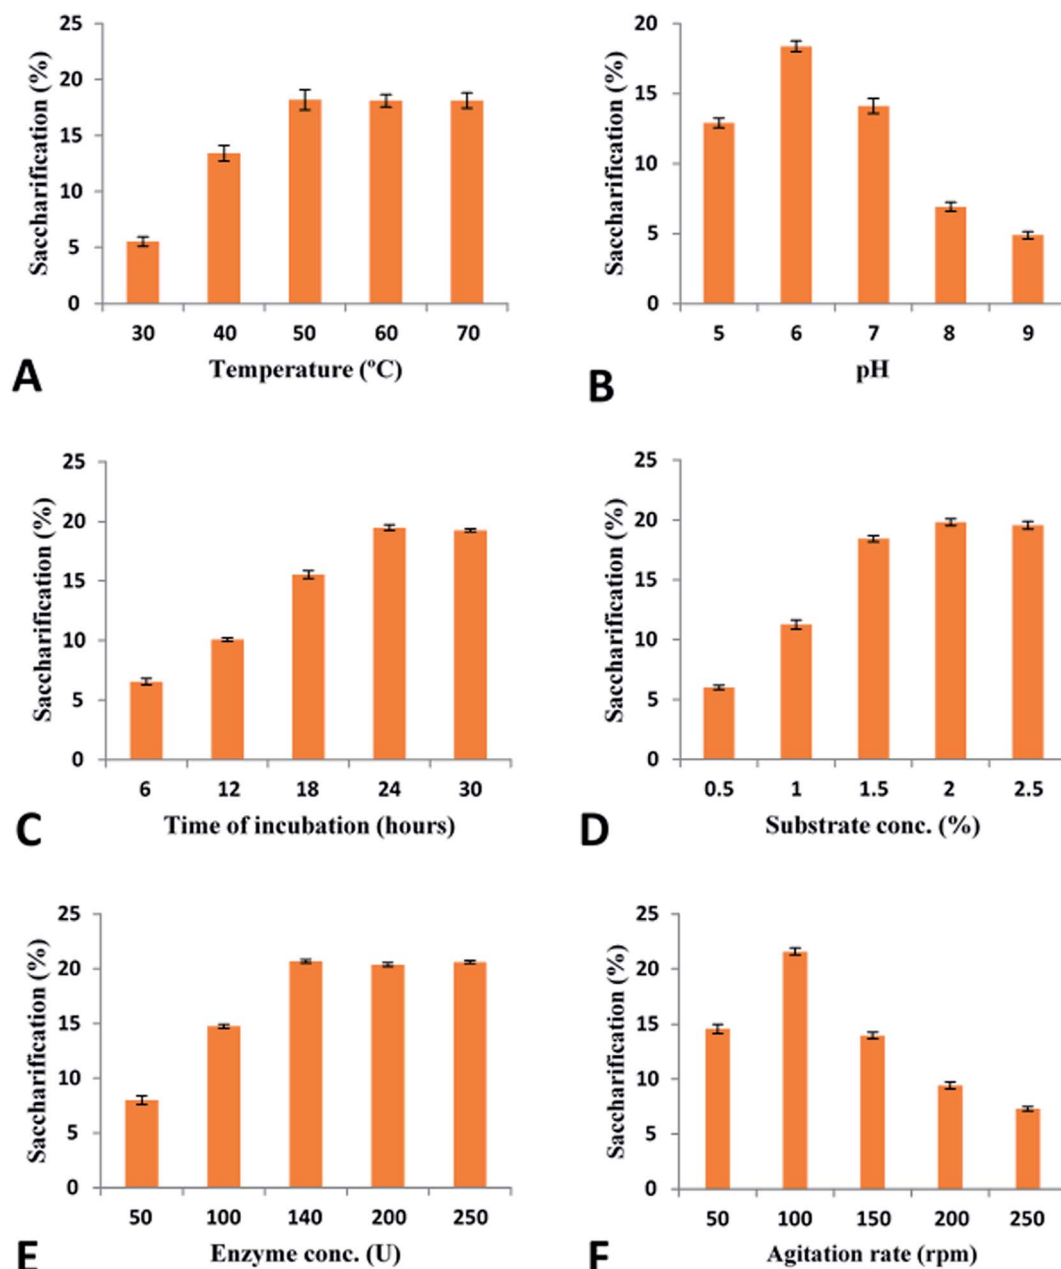 25
20
15
10
5
0
Saccharification (%)
30 40 50 60 70
Temperature (ºC)
A
20
15
10
5
0
Saccharification (%)
5 6 7 8 9
pH
B
25
20
15
10
5
0
Saccharification (%)
6 12 18 24 30
Time of incubation (hours)
C
25
20
15
10
5
0
Saccharification (%)
0.5 1 1.5 2 2.5
Substrate conc. (%)
D
25
20
15
10
5
0
Saccharification (%)
50 100 140 200 250
Enzyme conc. (U)
E
25
20
15
10
5
0
Saccharification (%)
50 100 150 200 250
Agitation rate (rpm)
F